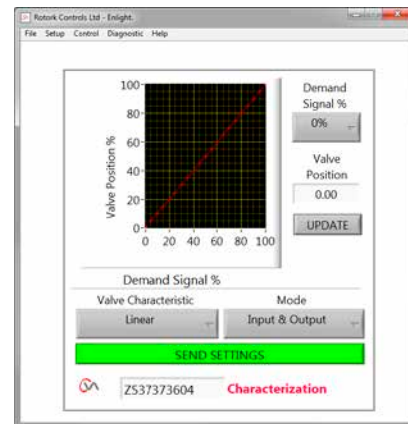 Rotork Controls Ltd - Enlight.
File Setup Control Diagnostic Help
100
80
60
40
20
0
Valve Position %
0 20 40 60 80 100
Demand Signal %
Demand
Signal %
0%
Valve
Position
0.00
UPDATE
Valve Characteristic
Linear
Mode
Input & Output
SEND SETTINGS
ZS37373604
Characterization